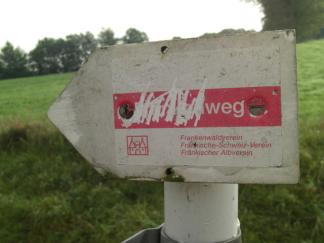 weg
Frankenwaldverein
Fränkische-Schweiz-Verein
Fränkischer Albverein